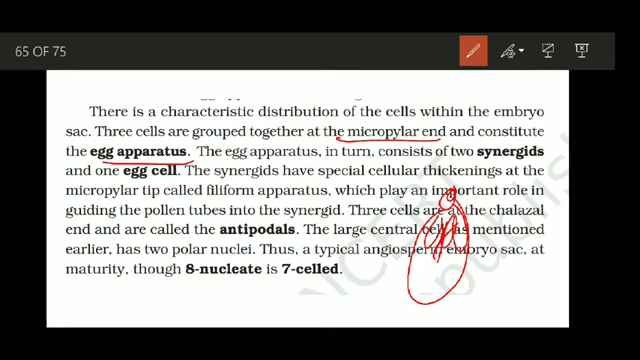 65 OF 75
There is a characteristic distribution of the cells within the embryo
sac. Three cells are grouped together at the micropylar end and constitute
the egg apparatus. The egg apparatus, in turn, consists of two synergids
and one egg cell. The synergids have special cellular thickenings at the
micropylar tip called filiform apparatus, which play an important role in
guiding the pollen tubes into the synergid. Three cells are at the chalazal
end and are called the antipodals. The large central cell, as mentioned
earlier, has two polar nuclei. Thus, a typical angiosperm embryo sac, at
maturity, though 8-nucleate is 7-celled.